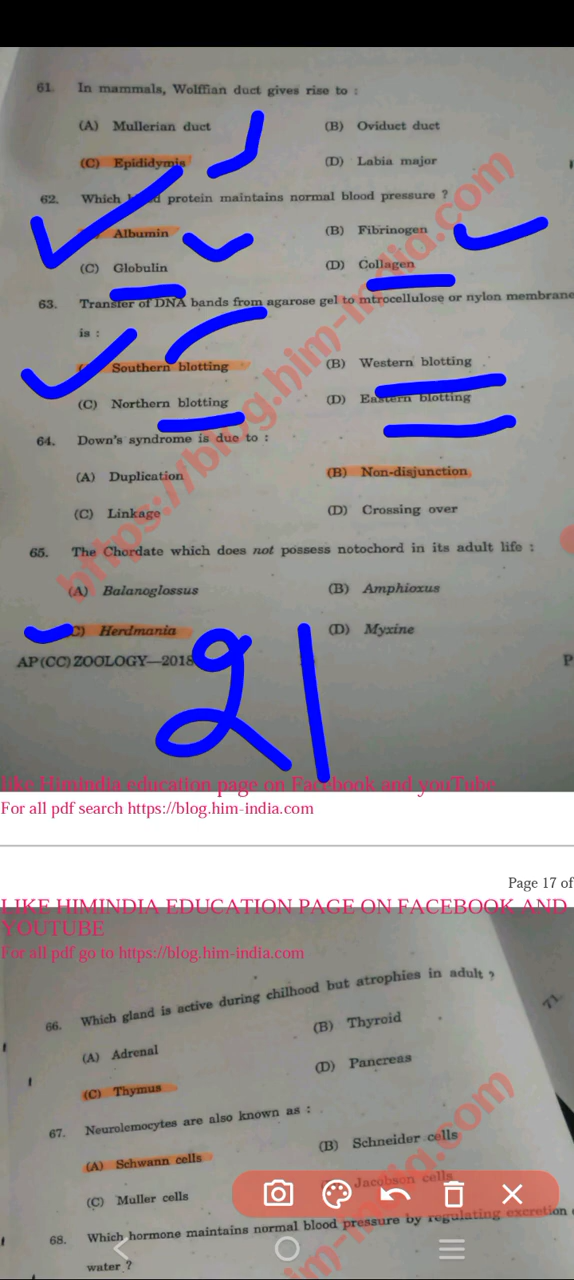 61. In mammals, Wolffian duct gives rise to :
(A) Mullerian duct (B) Oviduct duct
(C) Epididymis (D) Labia major
62. Which protein maintains normal blood pressure ?
Albumin (B) Fibrinogen
(C) Globulin (D) Collagen
63. Transfer of DNA bands from agarose gel to nitrocellulose or nylon membrane
is :
Southern blotting (B) Western blotting
(C) Northern blotting (D) Eastern blotting
64. Down's syndrome is due to :
(A) Duplication (B) Non-disjunction
(C) Linkage (D) Crossing over
65. The Chordate which does not possess notochord in its adult life :
(A) Balanoglossus (B) Amphioxus
C) Herdmania (D) Myxine
AP(CC) ZOOLOGY—2018
21
P
https://blog.him-india.com
like Himindia education page on Facebook and youTube
For all pdf search https://blog.him-india.com
Page 17 of
LIKE HIMINDIA EDUCATION PAGE ON FACEBOOK AND
YOUTUBE
For all pdf go to https://blog.him-india.com
66. Which gland is active during chilhood but atrophies in adult ?
71.
(A) Adrenal (B) Thyroid
(C) Thymus (D) Pancreas
67. Neurolemocytes are also known as :
(A) Schwann cells (B) Schneider cells
(C) Muller cells Jacobson cells
68. Which hormone maintains normal blood pressure by regulating excretion
water ?